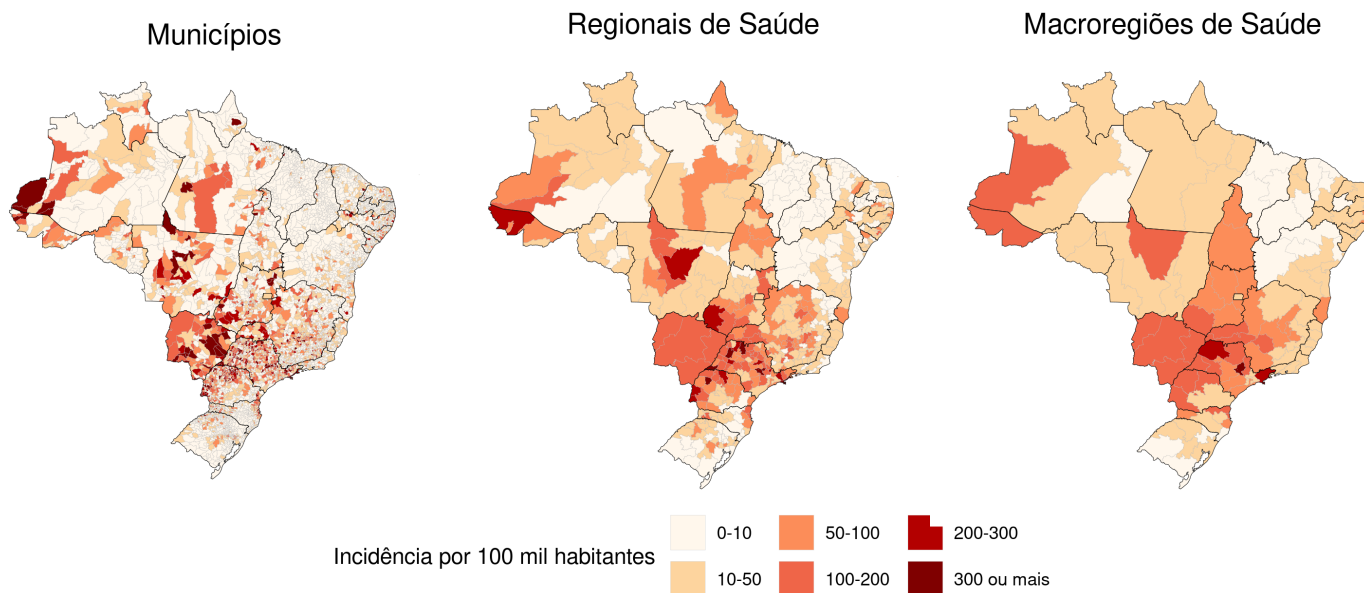 Municípios
Regionais de Saúde
Macroregiões de Saúde
Incidência por 100 mil habitantes
0-10
50-100
200-300
10-50
100-200
300 ou mais